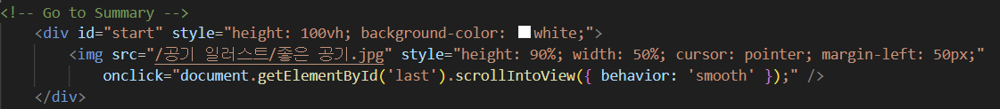 <!-- Go to Summary -->
<div id="start" style="height: 100vh; background-color: white;">
<img src="/공기 일러스트/좋은 공기.jpg" style="height: 90%; width: 50%; cursor: pointer; margin-left: 50px;"
onclick="document.getElementById('last').scrollIntoView({ behavior: 'smooth' });" />
</div>